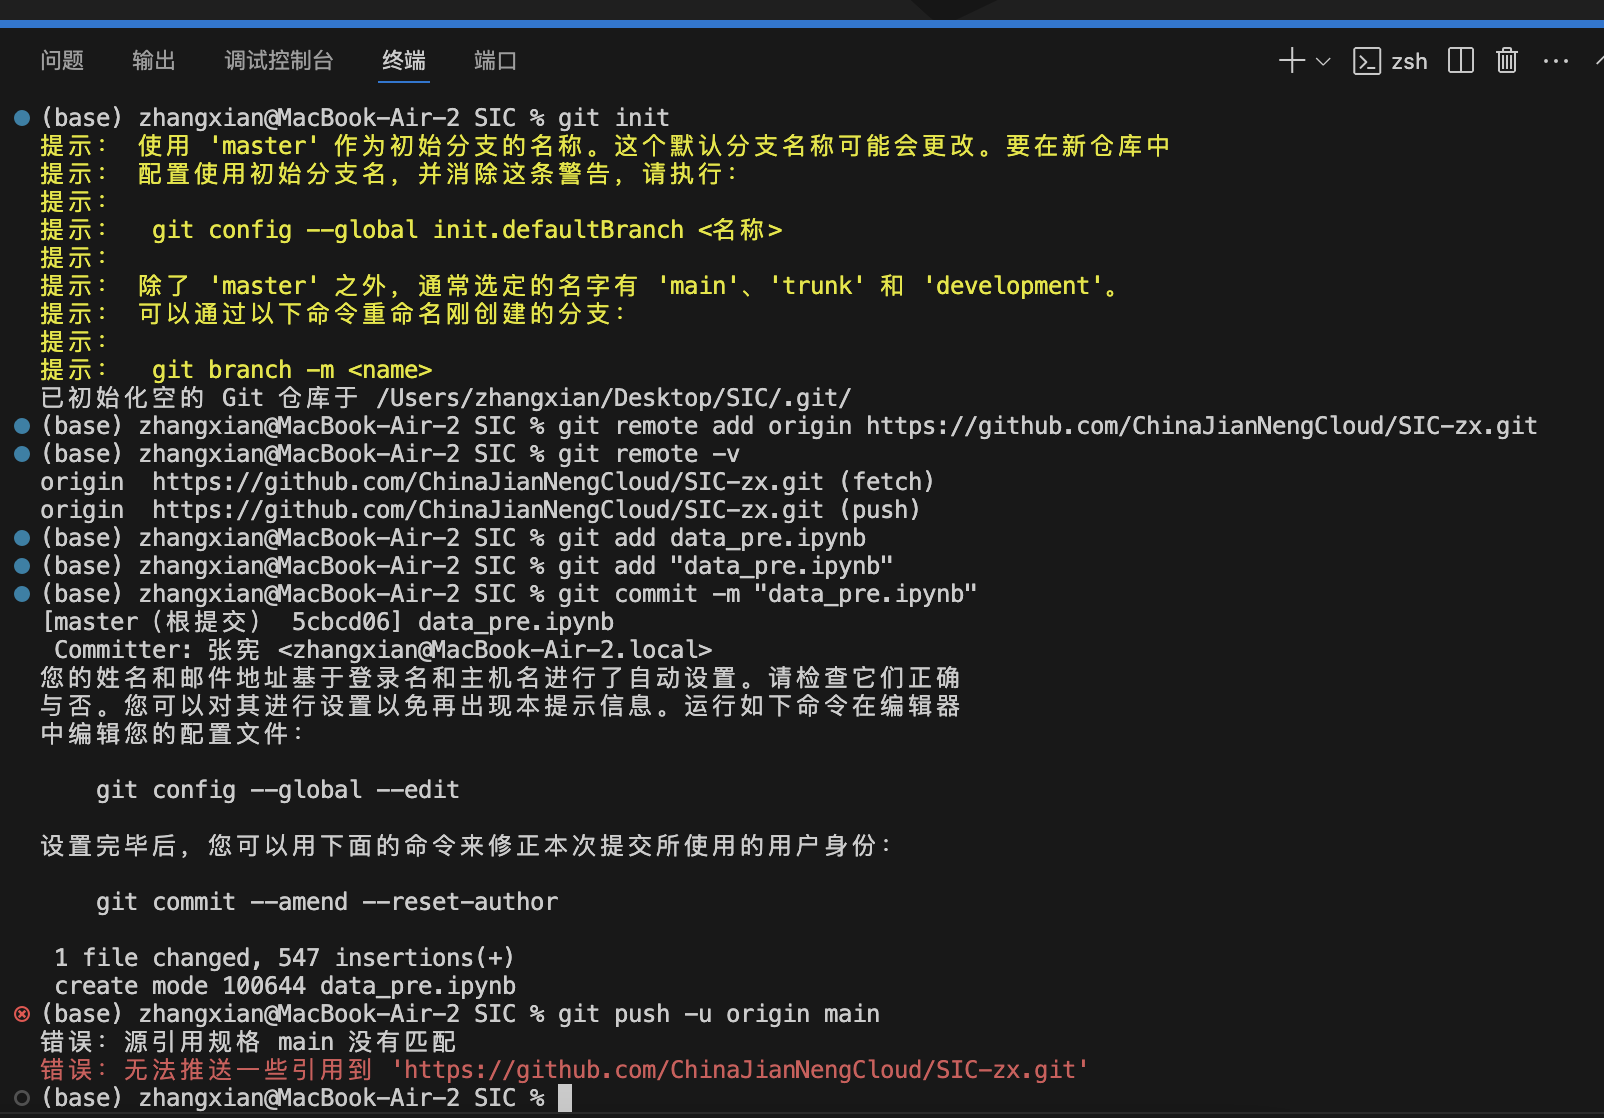 问题 输出 调试控制台 终端 端口 zsh
(base) zhangxian@MacBook-Air-2 SIC % git init
提示： 使用 'master' 作为初始分支的名称。这个默认分支名称可能会更改。要在新仓库中
提示： 配置使用初始分支名，并消除这条警告，请执行：
提示：
提示： git config --global init.defaultBranch <名称>
提示：
提示： 除了 'master' 之外，通常选定的名字有 'main'、'trunk' 和 'development'。
提示： 可以通过以下命令重命名刚创建的分支：
提示：
提示： git branch -m <name>
已初始化空的 Git 仓库于 /Users/zhangxian/Desktop/SIC/.git/
(base) zhangxian@MacBook-Air-2 SIC % git remote add origin https://github.com/ChinaJianNengCloud/SIC-zx.git
(base) zhangxian@MacBook-Air-2 SIC % git remote -v
origin https://github.com/ChinaJianNengCloud/SIC-zx.git (fetch)
origin https://github.com/ChinaJianNengCloud/SIC-zx.git (push)
(base) zhangxian@MacBook-Air-2 SIC % git add data_pre.ipynb
(base) zhangxian@MacBook-Air-2 SIC % git add "data_pre.ipynb"
(base) zhangxian@MacBook-Air-2 SIC % git commit -m "data_pre.ipynb"
[master（根提交） 5cbcd06] data_pre.ipynb
Committer: 张宪 <zhangxian@MacBook-Air-2.local>
您的姓名和邮件地址基于登录名和主机名进行了自动设置。请检查它们正确
与否。您可以对其进行设置以免再出现本提示信息。运行如下命令在编辑器
中编辑您的配置文件：
git config --global --edit
设置完毕后，您可以用下面的命令来修正本次提交所使用的用户身份：
git commit --amend --reset-author
1 file changed, 547 insertions(+)
create mode 100644 data_pre.ipynb
(base) zhangxian@MacBook-Air-2 SIC % git push -u origin main
错误：源引用规格 main 没有匹配
错误：无法推送一些引用到 'https://github.com/ChinaJianNengCloud/SIC-zx.git'
(base) zhangxian@MacBook-Air-2 SIC %